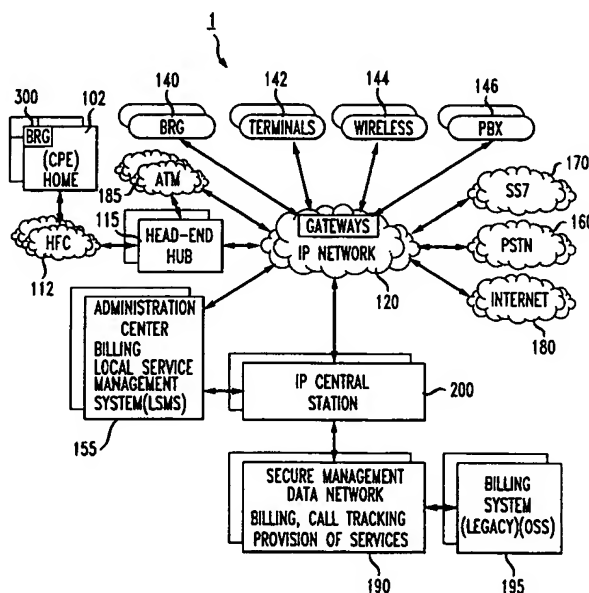 1
140
142
144
146
300
102
BRG
BRG
TERMINALS
WIRELESS
PBX
(CPE)
HOME
185
ATM
170
SS7
GATEWAYS
IP NETWORK
120
115
HEAD-END
HUB
HFC
112
160
PSTN
INTERNET
180
ADMINISTRATION
CENTER
BILLING
LOCAL SERVICE
MANAGEMENT
SYSTEM(LSMS)
155
IP CENTRAL
STATION
200
SECURE MANAGEMENT
DATA NETWORK
BILLING, CALL TRACKING
PROVISION OF SERVICES
190
BILLING
SYSTEM
(LEGACY)(OSS)
195